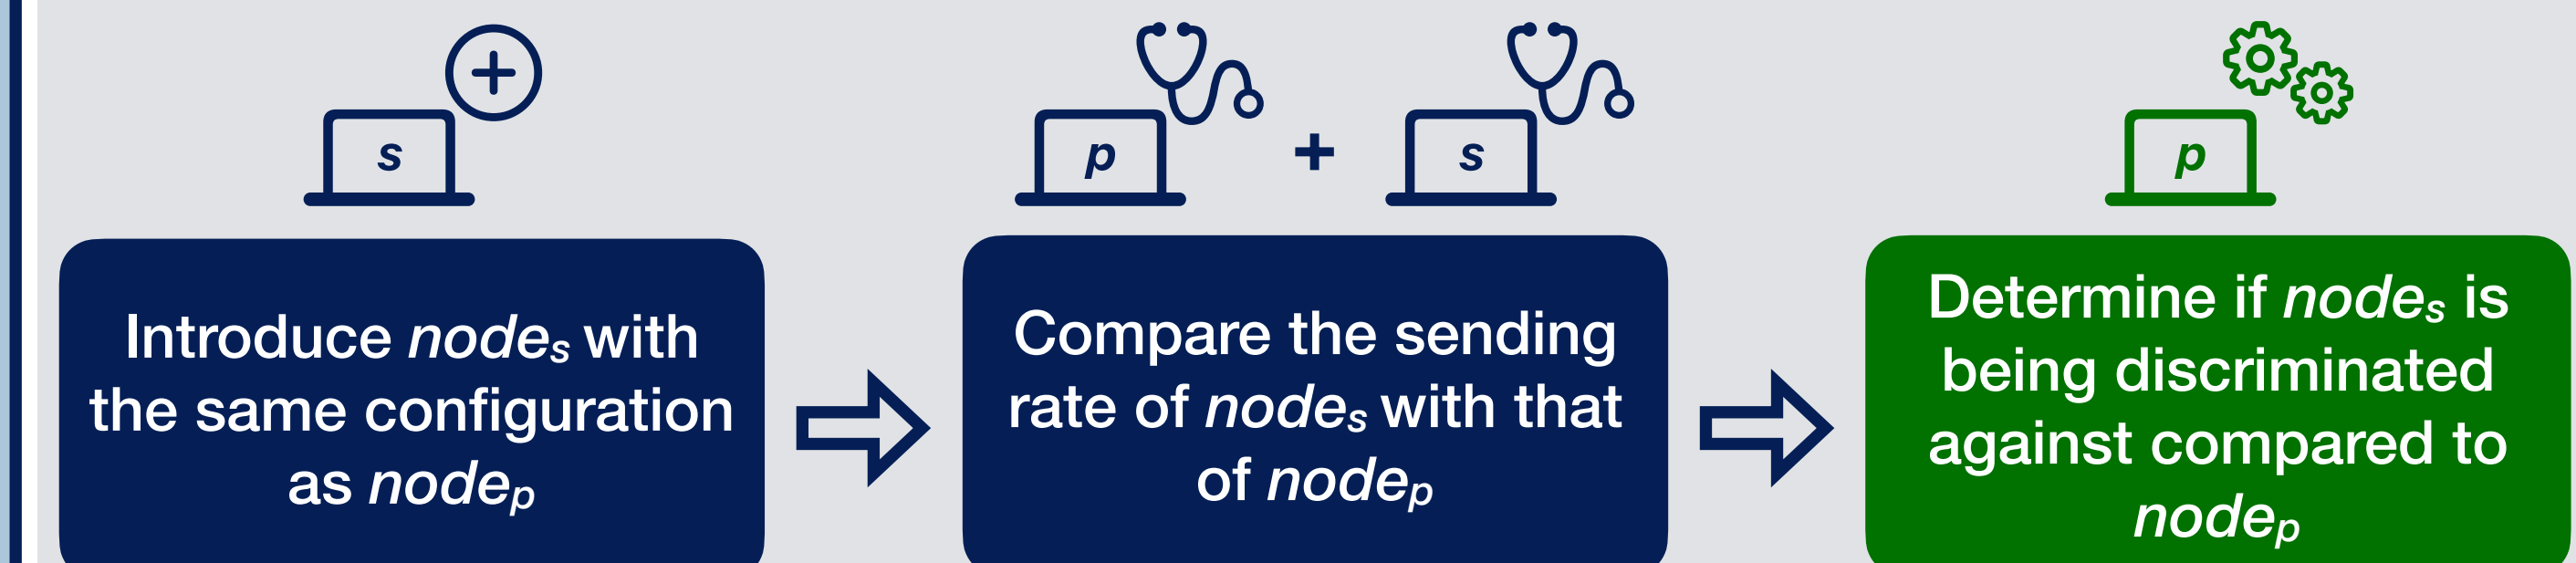 s
p + s
p
Introduce nodes with
the same configuration
as nodep
Compare the sending
rate of nodes with that
of nodep
Determine if nodes is
being discriminated
against compared to
nodep